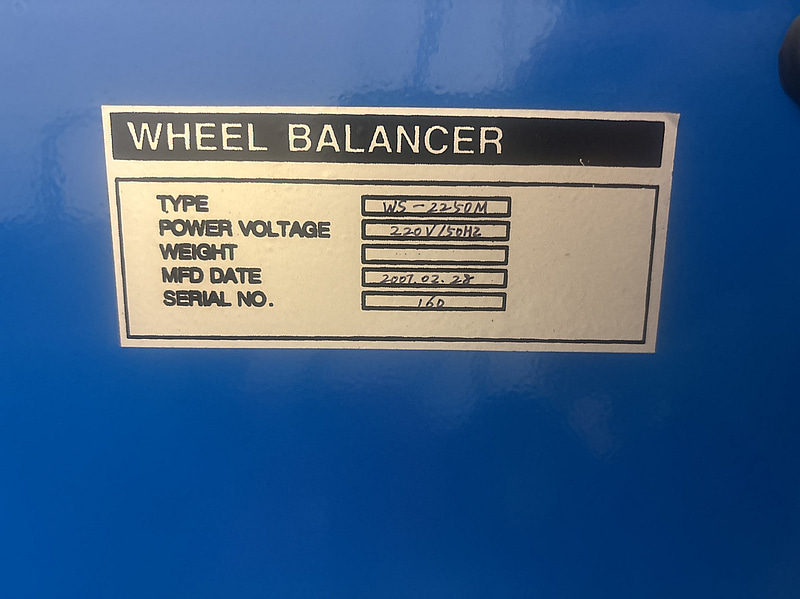 WHEEL BALANCER
TYPE WS-2250M
POWER VOLTAGE 220V/50HZ
WEIGHT
MFD DATE 2007.02.28
SERIAL NO. 160